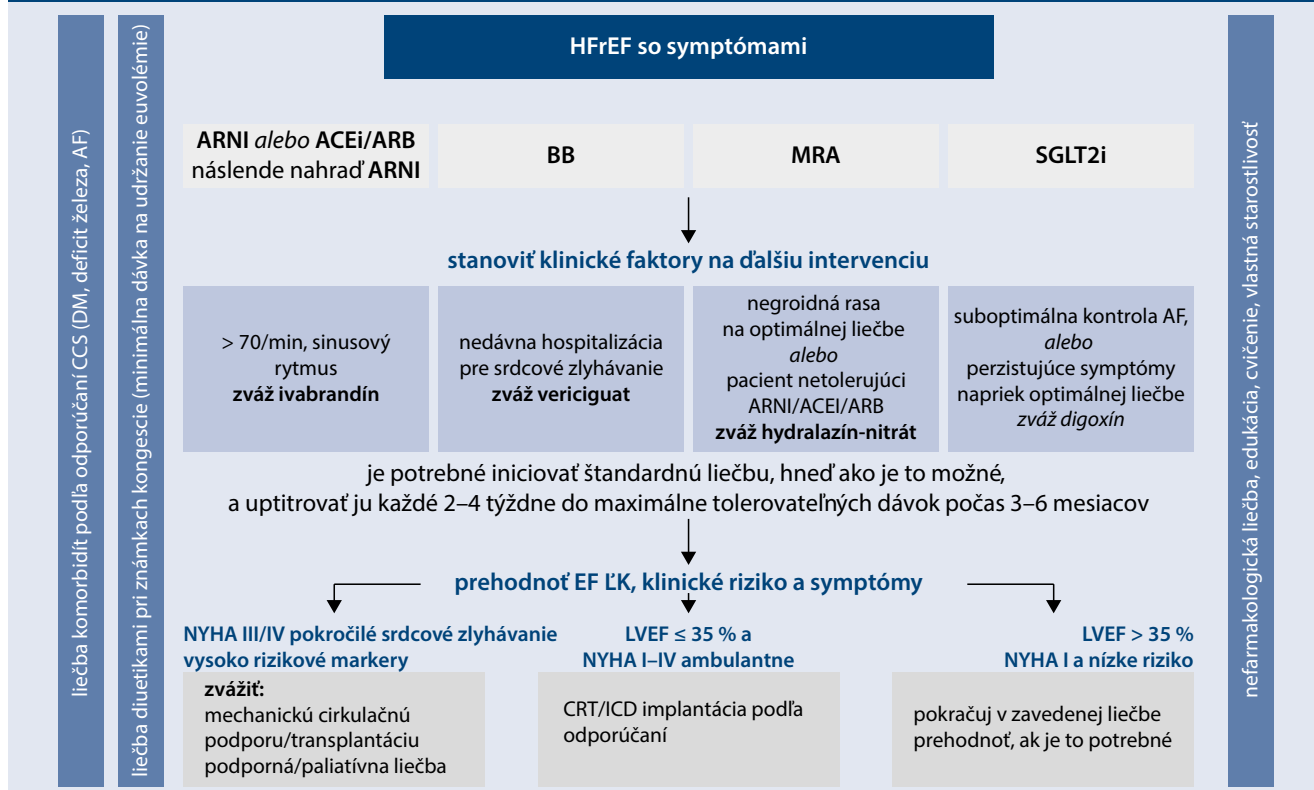 HFrEF so symptómami
liečba komorbidít podľa odporúčaní CCS (DM, deficit železa, AF)
liečba diuetikami pri známkach kongescie (minimálna dávka na udržanie euvolémie)
ARNI alebo ACEi/ARB
náslende nahraď ARNI
BB
MRA
SGLT2i
stanoviť klinické faktory na ďalšiu intervenciu
> 70/min, sinusový
rytmus
zváž ivabrandín
nedávna hospitalizácia
pre srdcové zlyhávanie
zváž vericiguat
negroidná rasa
na optimálnej liečbe
alebo
pacient netolerujúci
ARNI/ACEI/ARB
zváž hydralazín-nitrát
suboptimálna kontrola AF,
alebo
perzistujúce symptómy
napriek optimálnej liečbe
zváž digoxín
je potrebné iniciovať štandardnú liečbu, hneď ako je to možné,
a uptitrovať ju každé 2–4 týždne do maximálne tolerovateľných dávok počas 3–6 mesiacov
prehodnoť EF ĽK, klinické riziko a symptómy
NYHA III/IV pokročilé srdcové zlyhávanie
vysoko rizikové markery
zvážiť:
mechanickú cirkulačnú
podporu/transplantáciu
podporná/paliatívna liečba
LVEF ≤ 35 % a
NYHA I–IV ambulantne
CRT/ICD implantácia podľa
odporúčaní
LVEF > 35 %
NYHA I a nízke riziko
pokračuj v zavedenej liečbe
prehodnoť, ak je to potrebné
nefarmakologická liečba, edukácia, cvičenie, vlastná starostlivosť